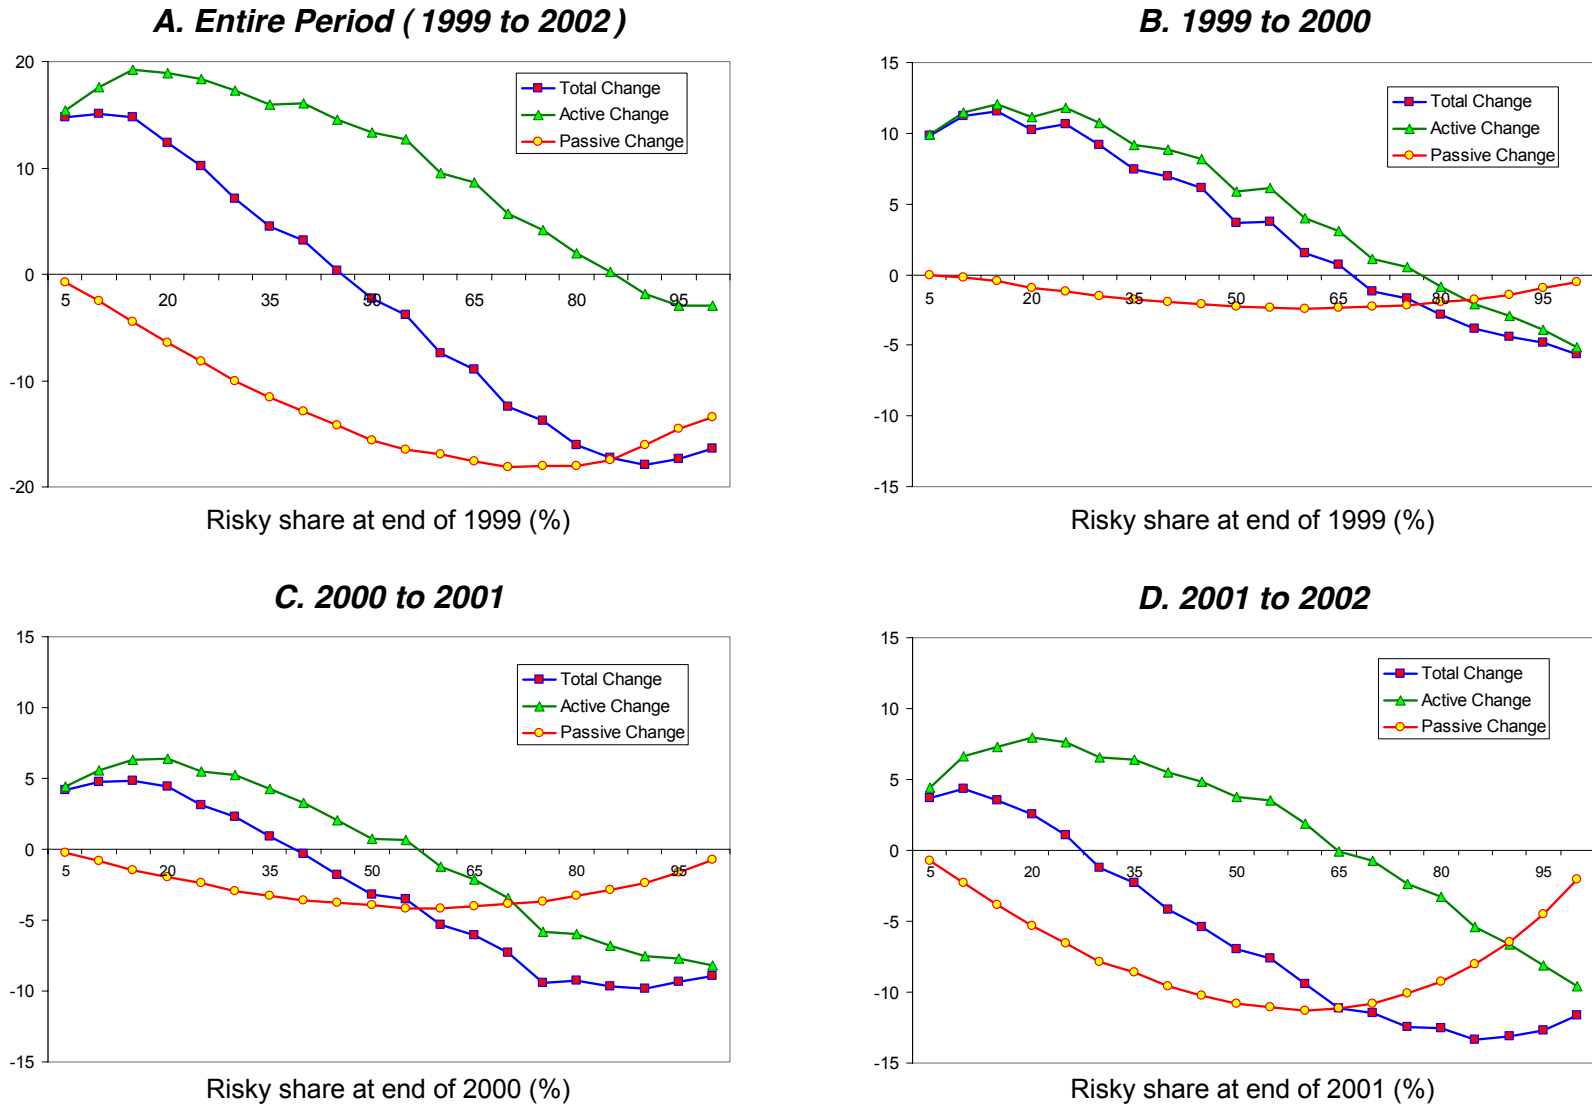 A. Entire Period ( 1999 to 2002 )
20
10
0
-10
-20
5 20 35 50 65 80 95
Total Change
Active Change
Passive Change
Risky share at end of 1999 (%)
B. 1999 to 2000
15
10
5
0
-5
-10
-15
5 20 35 50 65 80 95
Total Change
Active Change
Passive Change
Risky share at end of 1999 (%)
C. 2000 to 2001
15
10
5
0
-5
-10
-15
5 20 35 50 65 80 95
Total Change
Active Change
Passive Change
Risky share at end of 2000 (%)
D. 2001 to 2002
15
10
5
0
-5
-10
-15
5 20 35 50 65 80 95
Total Change
Active Change
Passive Change
Risky share at end of 2001 (%)